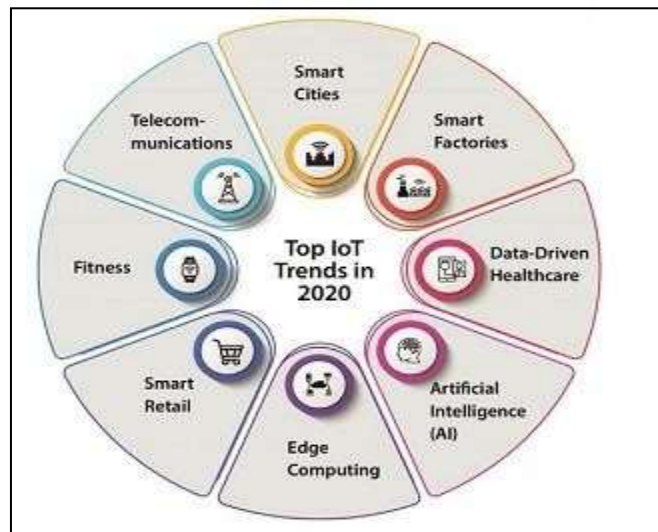 Top IoT
Trends in
2020
Smart
Cities
Smart
Factories
Data-Driven
Healthcare
Artificial
Intelligence
(AI)
Edge
Computing
Smart
Retail
Fitness
Telecom-
munications